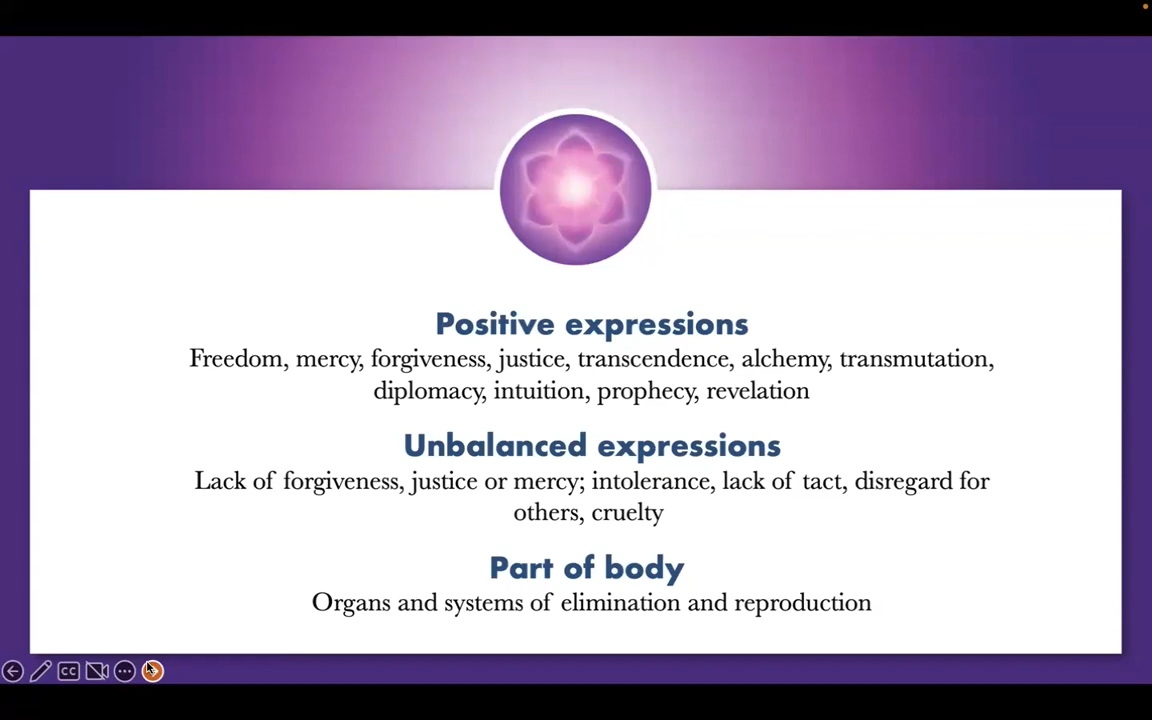 Positive expressions
Freedom, mercy, forgiveness, justice, transcendence, alchemy, transmutation,
diplomacy, intuition, prophecy, revelation
Unbalanced expressions
Lack of forgiveness, justice or mercy; intolerance, lack of tact, disregard for
others, cruelty
Part of body
Organs and systems of elimination and reproduction
CC